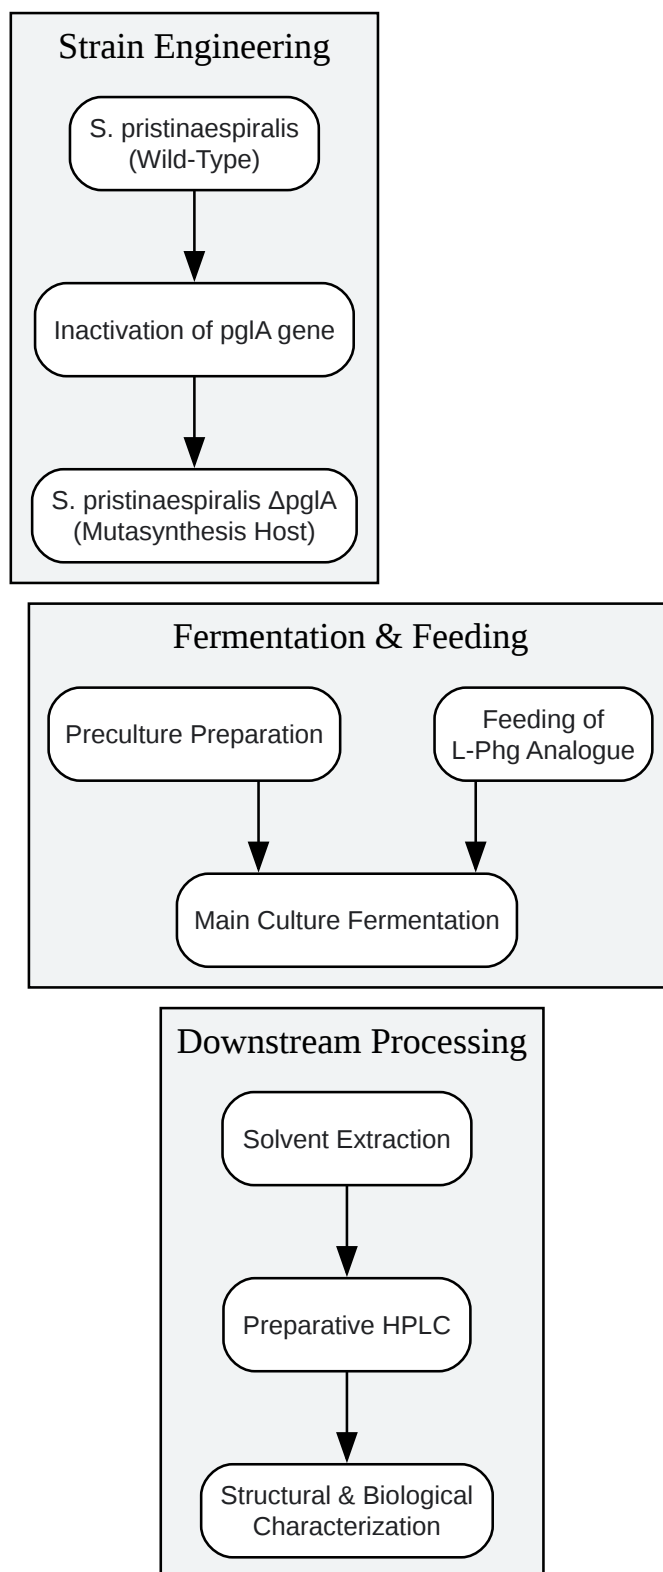 Strain Engineering
S. pristinaespiralis
(Wild-Type)
Inactivation of pglA gene
S. pristinaespiralis ΔpglA
(Mutasynthesis Host)
Fermentation & Feeding
Preculture Preparation
Feeding of
L-Phg Analogue
Main Culture Fermentation
Downstream Processing
Solvent Extraction
Preparative HPLC
Structural & Biological
Characterization